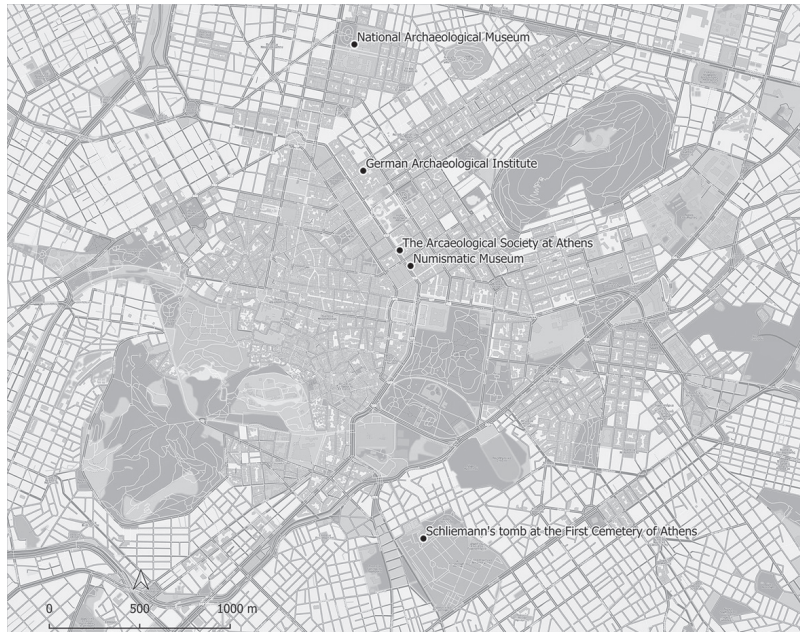 National Archaeological Museum
German Archaeological Institute
The Arcaeological Society at Athens
Numismatic Museum
Schliemann's tomb at the First Cemetery of Athens
0 500 1000 m